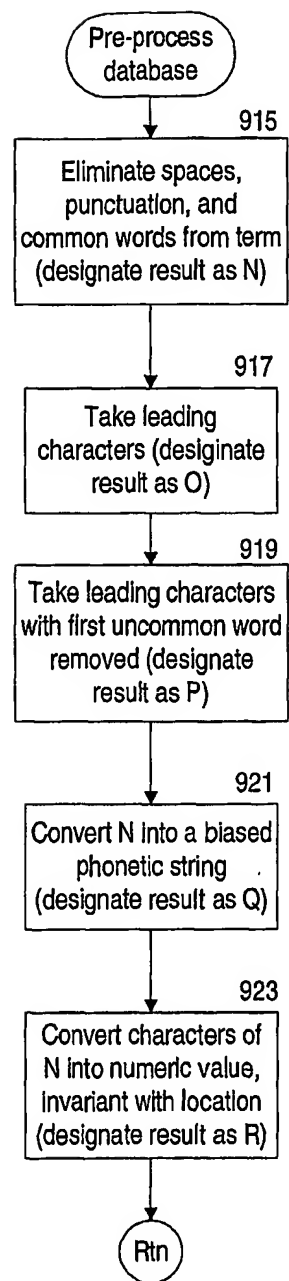 Pre-process
database
915
Eliminate spaces,
punctuation, and
common words from term
(designate result as N)
917
Take leading
characters (desiginate
result as O)
919
Take leading characters
with first uncommon word
removed (designate
result as P)
921
Convert N into a biased
phonetic string
(designate result as Q)
923
Convert characters of
N into numeric value,
invariant with location
(designate result as R)
Rtn